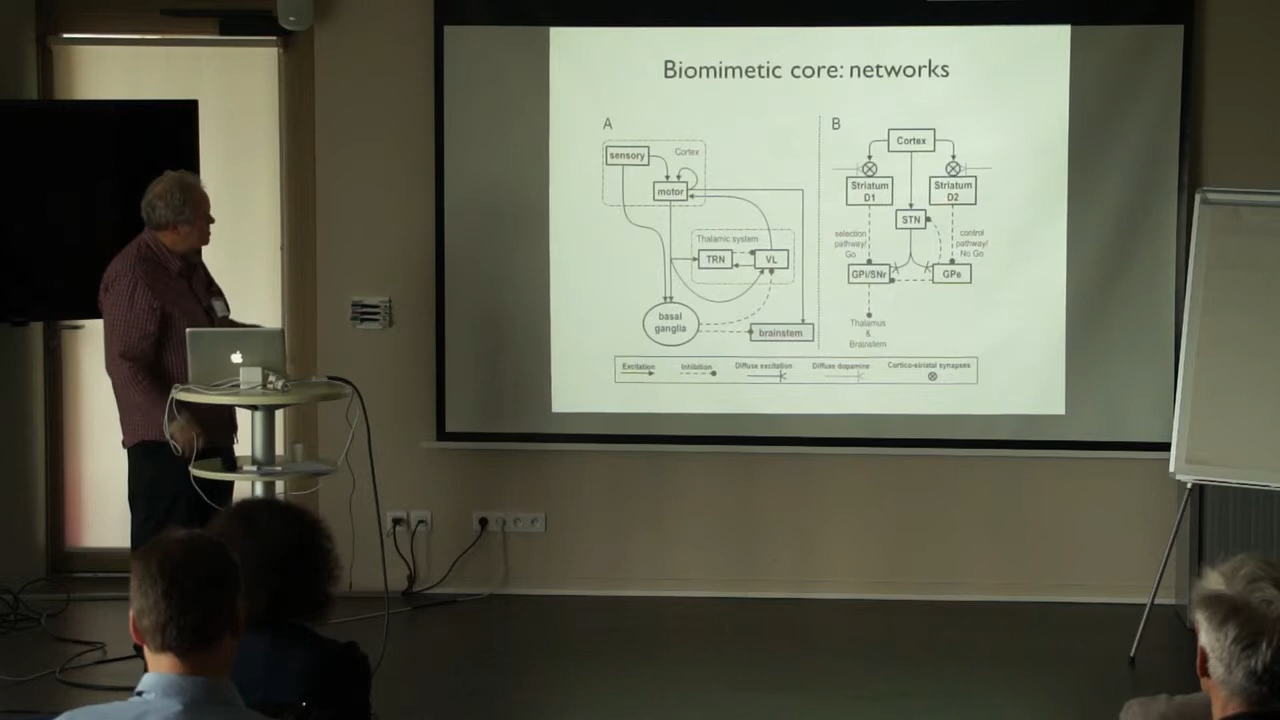 Biomimetic core: networks
A
sensory
Cortex
motor
Thalamic system
TRN
VL
basal
ganglia
brainstem
B
Cortex
Striatum
D1
Striatum
D2
STN
selection
pathway/
Go
control
pathway/
No Go
GPi/SNr
GPe
Thalamus
&
Brainstem
Excitation
Inhibition
Diffuse excitation
Diffuse dopamine
Cortico-striatal synapses